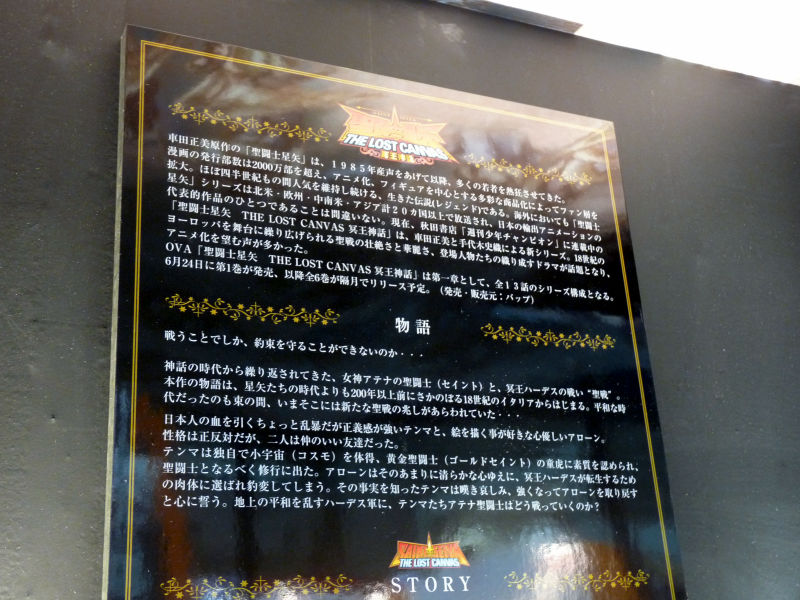 THE LOST CANVAS
冥王神話
車田正美原作の「聖闘士星矢」は、1985年産声をあげて以降、多くの若者を熱狂させてきた。
漫画の発行部数は2000万部を超え、アニメ化、フィギュアを中心とする多彩な商品化によってファン層を
拡大。ほぼ四半世紀もの間人気を維持し続ける、生きた伝説(レジェンド)である。海外においても「聖闘士
星矢」シリーズは北米・欧州・中南米・アジア計20カ国以上で放送され、日本の輸出アニメーションの
代表的作品のひとつであることは間違いない。現在、秋田書店「週刊少年チャンピオン」に連載中の
「聖闘士星矢 THE LOST CANVAS 冥王神話」は、車田正美と手代木史織による新シリーズ。18世紀の
ヨーロッパを舞台に繰り広げられる聖戦の壮絶さと華麗さ、登場人物たちの織り成すドラマが話題となり、
アニメ化を望む声が多かった。
OVA「聖闘士星矢 THE LOST CANVAS 冥王神話」は第一章として、全13話のシリーズ構成となる。
6月24日に第1巻が発売、以降全6巻が隔月でリリース予定。(発売・販売元:バップ)
物語
戦うことでしか、約束を守ることができないのか・・・
神話の時代から繰り返されてきた、女神アテナの聖闘士(セイント)と、冥王ハーデスの戦い“聖戦”。
本作の物語は、星矢たちの時代よりも200年以上前にさかのぼる18世紀のイタリアからはじまる。平和な時
代だったのも束の間、いまそこには新たな聖戦の兆しがあらわれていた・・・
日本人の血を引くちょっと乱暴だが正義感が強いテンマと、絵を描く事が好きな心優しいアローン。
性格は正反対だが、二人は仲のいい友達だった。
テンマは独自で小宇宙(コスモ)を体得、黄金聖闘士(ゴールドセイント)の童虎に素質を認められ、
聖闘士となるべく修行に出た。アローンはそのあまりに清らかな心ゆえに、冥王ハーデスが転生するため
の肉体に選ばれ豹変してしまう。その事実を知ったテンマは嘆き哀しみ、強くなってアローンを取り戻す
と心に誓う。地上の平和を乱すハーデス軍に、テンマたちアテナ聖闘士はどう戦っていくのか?
THE LOST CANVAS
STORY